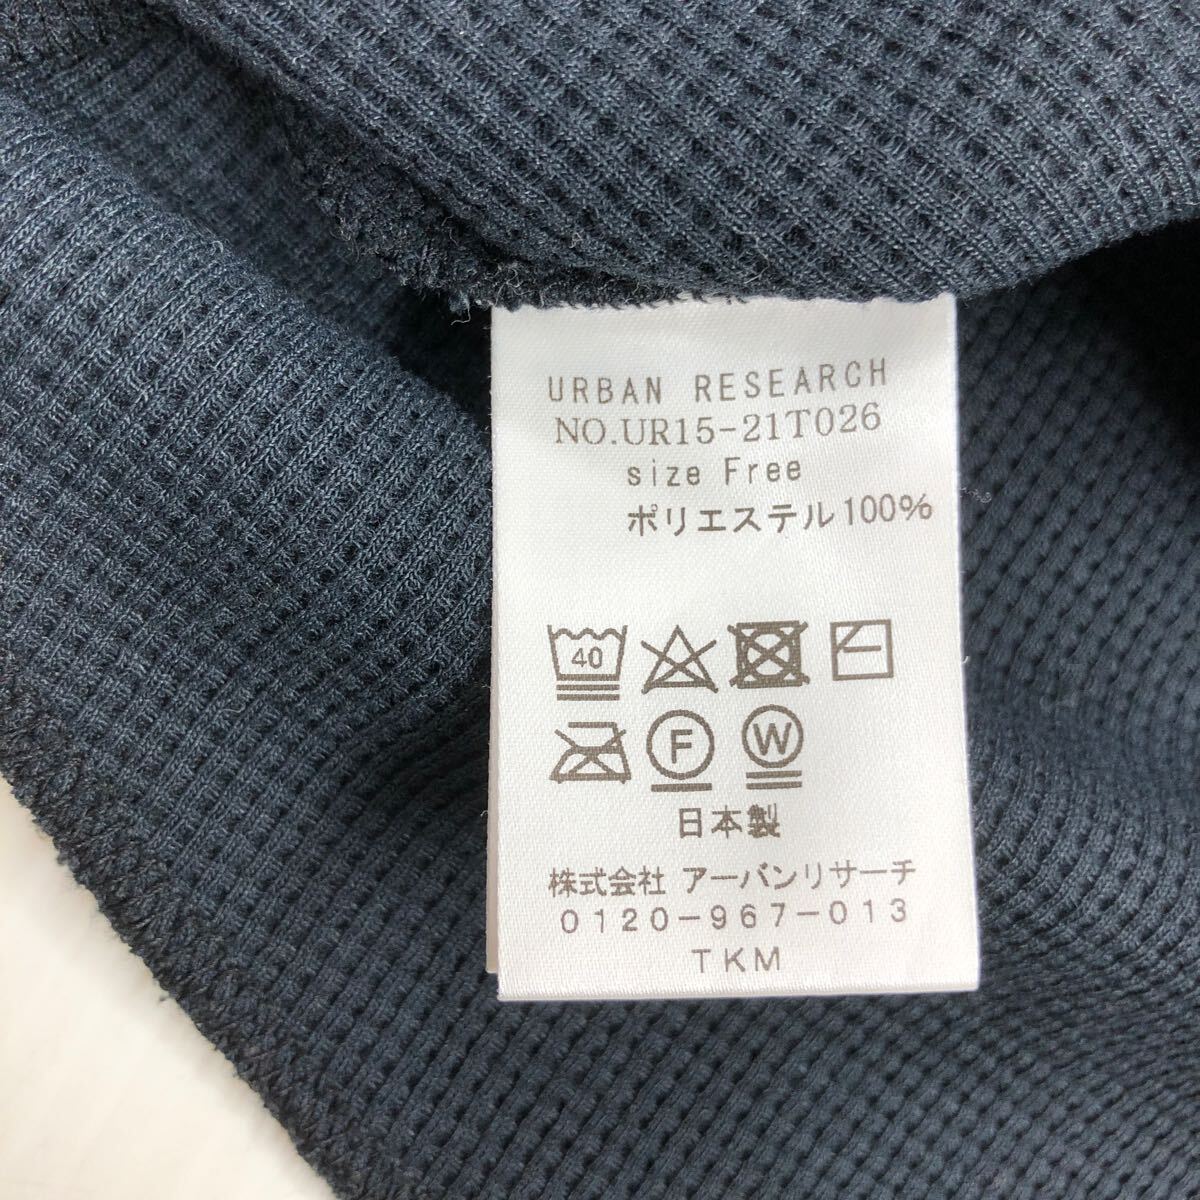 URBAN RESEARCH
NO.UR15-21T026
size Free
ポリエステル100%
40
F W
日本製
株式会社 アーバンリサーチ
0120-967-013
TKM